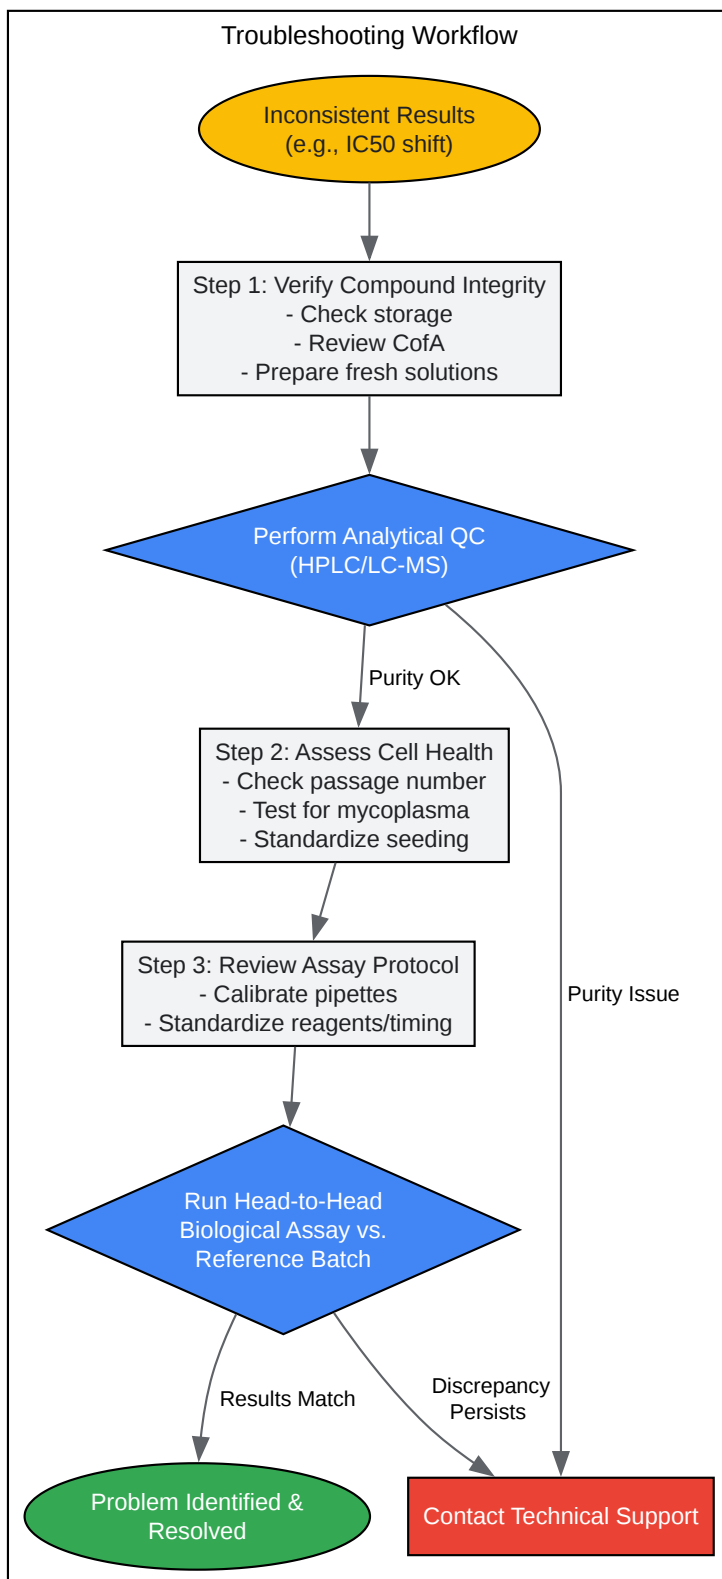 Troubleshooting Workflow
Inconsistent Results
(e.g., IC50 shift)
Step 1: Verify Compound Integrity
- Check storage
- Review CofA
- Prepare fresh solutions
Perform Analytical QC
(HPLC/LC-MS)
Purity OK
Step 2: Assess Cell Health
- Check passage number
- Test for mycoplasma
- Standardize seeding
Step 3: Review Assay Protocol
- Calibrate pipettes
- Standardize reagents/timing
Purity Issue
Run Head-to-Head
Biological Assay vs.
Reference Batch
Results Match
Discrepancy
Persists
Problem Identified &
Resolved
Contact Technical Support